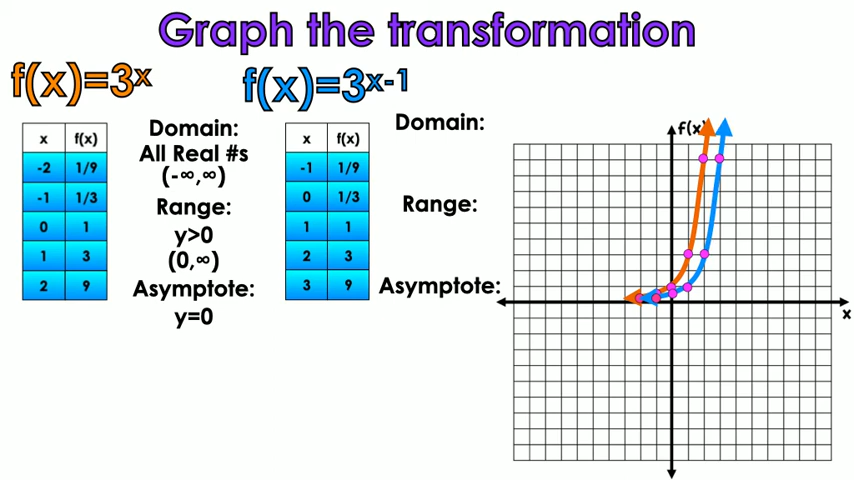 Graph the transformation
f(x)=3ˣ
f(x)=3ˣ⁻¹
x f(x)
-2 1/9
-1 1/3
0 1
1 3
2 9
Domain:
All Real #s
(-∞,∞)
Range:
y>0
(0,∞)
Asymptote:
y=0
x f(x)
-1 1/9
0 1/3
1 1
2 3
3 9
Domain:
Range:
Asymptote:
f(x)
x